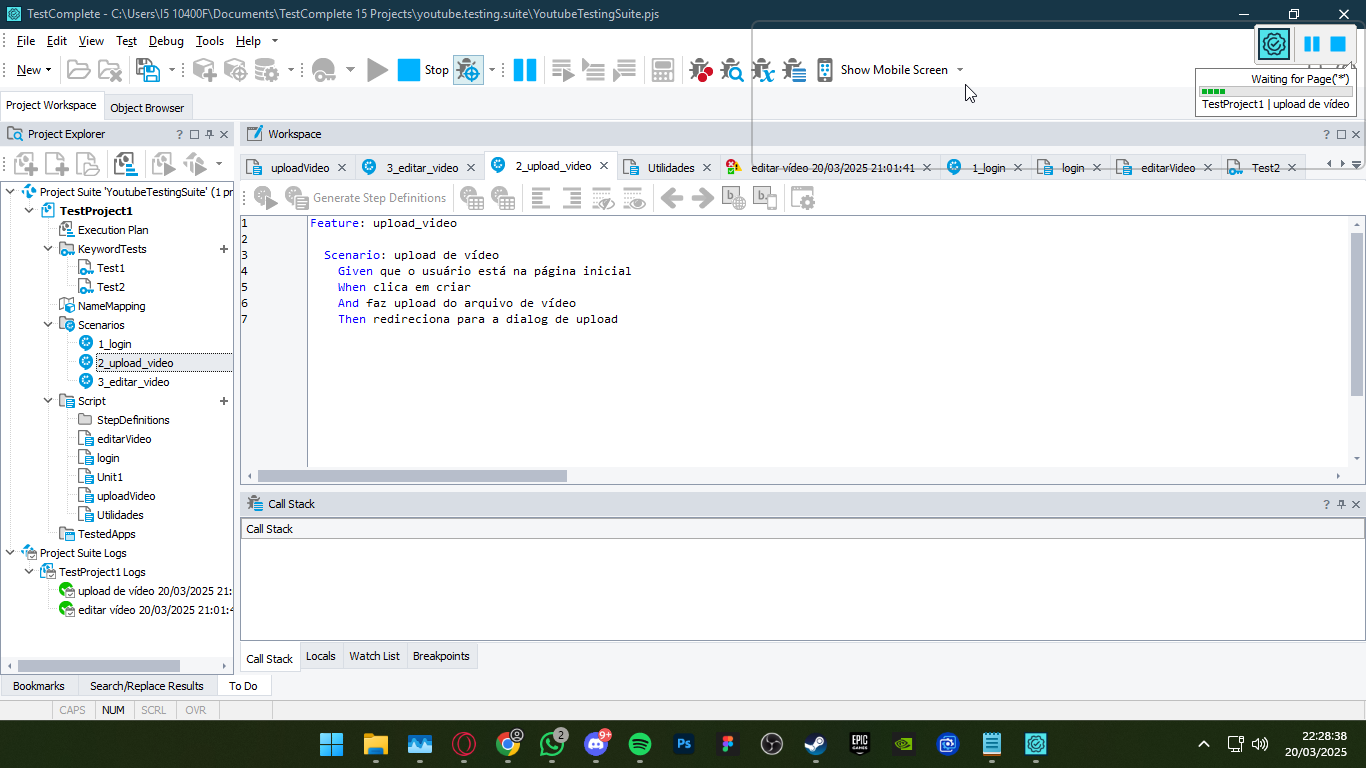 TestComplete - C:\Users\I5 10400F\Documents\TestComplete 15 Projects\youtube.testing.suite\YoutubeTestingSuite.pjs
File Edit View Test Debug Tools Help
New Stop Show Mobile Screen
Waiting for Page('*')
TestProject1 | upload de vídeo
Project Workspace Object Browser
Project Explorer
Workspace
uploadVideo 3_editar_video 2_upload_video Utilidades editar vídeo 20/03/2025 21:01:41 1_login login editarVideo Test2
Generate Step Definitions
Project Suite 'YoutubeTestingSuite' (1 pr
TestProject1
Execution Plan
KeywordTests
Test1
Test2
NameMapping
Scenarios
1_login
2_upload_video
3_editar_video
Script
StepDefinitions
editarVideo
login
Unit1
uploadVideo
Utilidades
TestedApps
Project Suite Logs
TestProject1 Logs
upload de vídeo 20/03/2025 21:
editar vídeo 20/03/2025 21:01:4
1 Feature: upload_video
2
3 Scenario: upload de vídeo
4 Given que o usuário está na página inicial
5 When clica em criar
6 And faz upload do arquivo de vídeo
7 Then redireciona para a dialog de upload
Call Stack
Call Stack
Call Stack Locals Watch List Breakpoints
Bookmarks Search/Replace Results To Do
CAPS NUM SCRL OVR
2
9+
Ps
EPIC
GAMES
22:28:38
20/03/2025